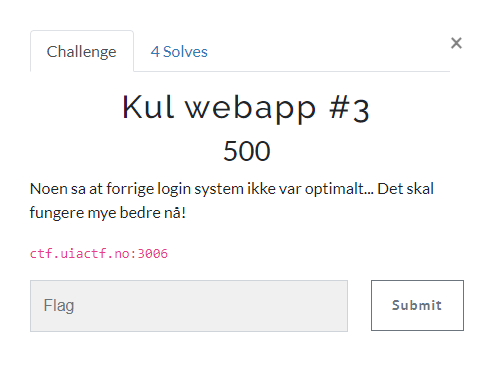 Challenge
4 Solves
×
Kul webapp #3
500
Noen sa at forrige login system ikke var optimalt... Det skal
fungere mye bedre nå!
ctf.uiactf.no:3006
Flag
Submit